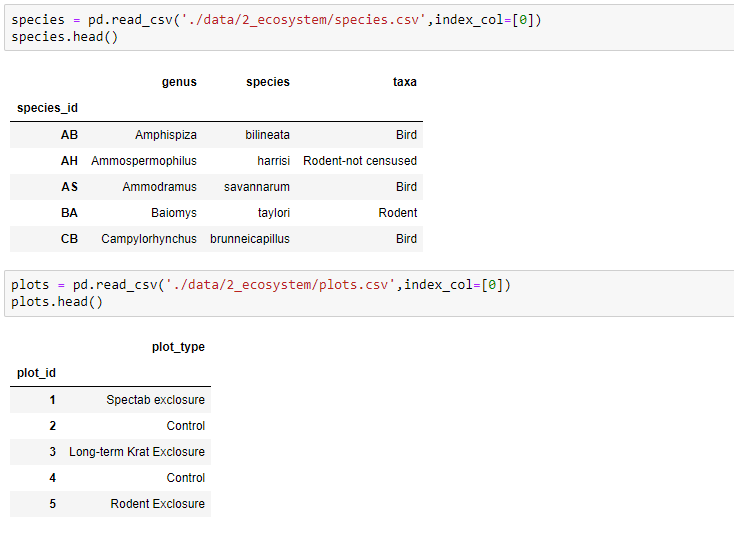 species = pd.read_csv('./data/2_ecosystem/species.csv',index_col=[0])
species.head()
genus species taxa
species_id
AB Amphispiza bilineata Bird
AH Ammospermophilus harrisi Rodent-not censused
AS Ammodramus savannarum Bird
BA Baiomys taylori Rodent
CB Campylorhynchus brunneicapillus Bird
plots = pd.read_csv('./data/2_ecosystem/plots.csv',index_col=[0])
plots.head()
plot_type
plot_id
1 Spectab exclosure
2 Control
3 Long-term Krat Exclosure
4 Control
5 Rodent Exclosure